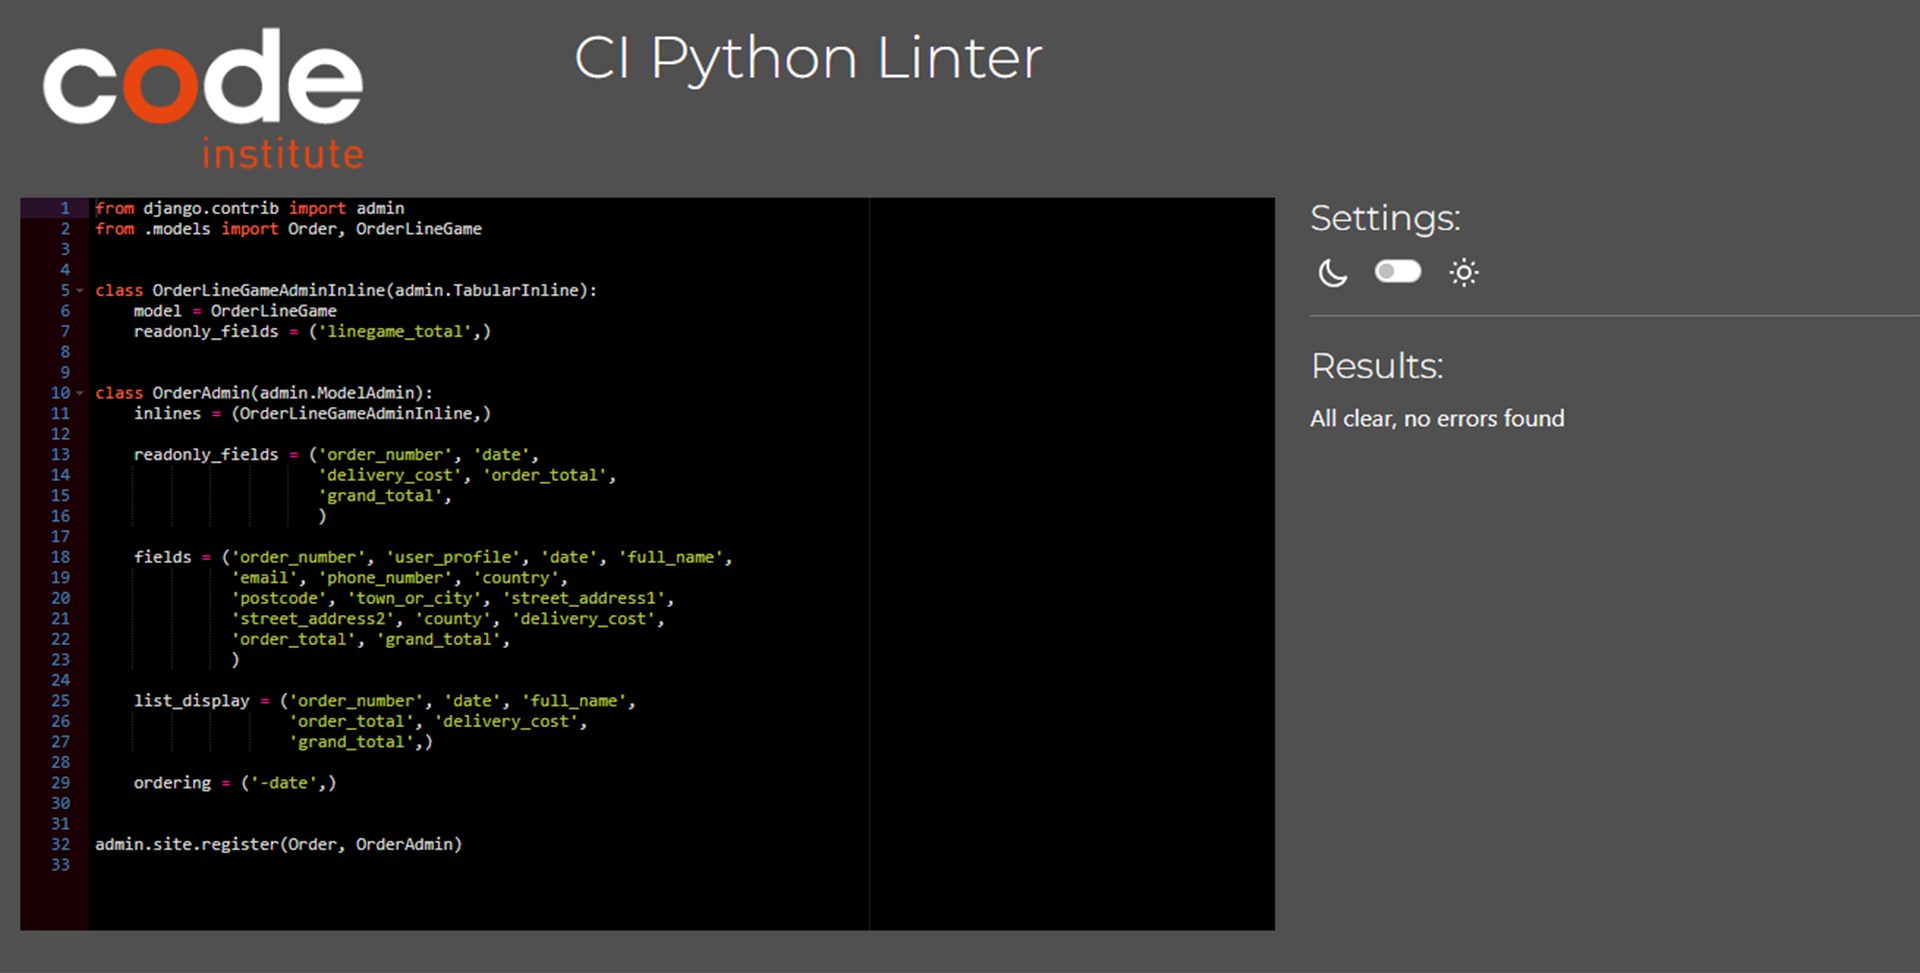 code
institute
CI Python Linter
1 from django.contrib import admin
2 from .models import Order, OrderLineGame
3
4
5 class OrderLineGameAdminInline(admin.TabularInline):
6     model = OrderLineGame
7     readonly_fields = ('linegame_total',)
8
9
10 class OrderAdmin(admin.ModelAdmin):
11     inlines = (OrderLineGameAdminInline,)
12
13     readonly_fields = ('order_number', 'date',
14                        'delivery_cost', 'order_total',
15                        'grand_total',
16                        )
17
18     fields = ('order_number', 'user_profile', 'date', 'full_name',
19               'email', 'phone_number', 'country',
20               'postcode', 'town_or_city', 'street_address1',
21               'street_address2', 'county', 'delivery_cost',
22               'order_total', 'grand_total',
23               )
24
25     list_display = ('order_number', 'date', 'full_name',
26                     'order_total', 'delivery_cost',
27                     'grand_total',)
28
29     ordering = ('-date',)
30
31
32 admin.site.register(Order, OrderAdmin)
33
Settings:
Results:
All clear, no errors found